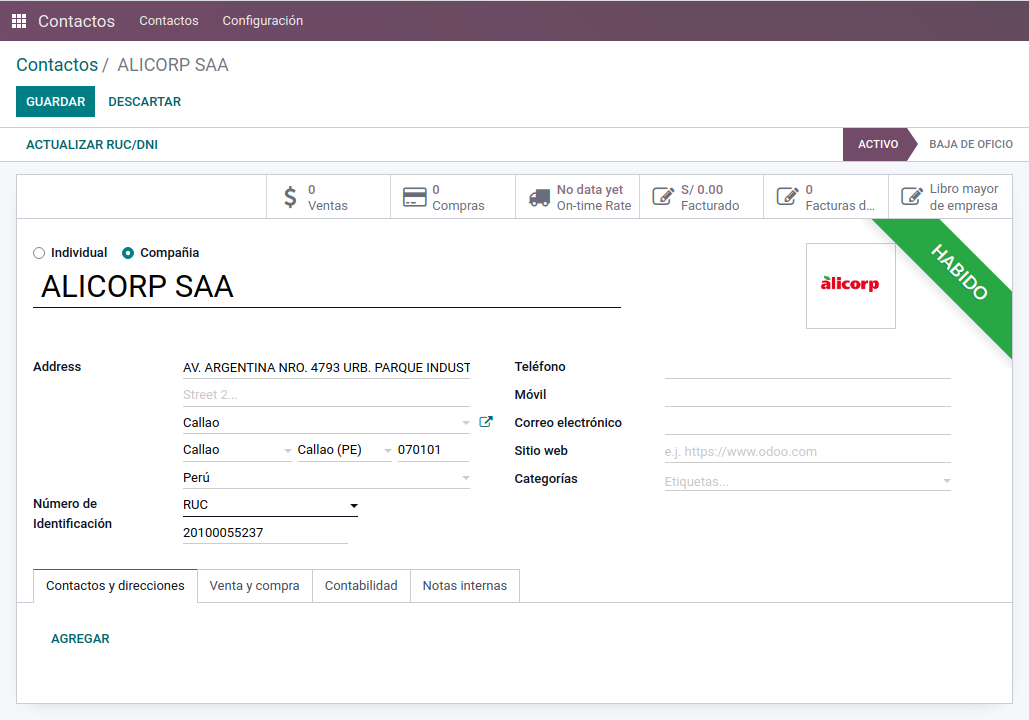 Contactos Contactos Configuración
Contactos / ALICORP SAA
GUARDAR DESCARTAR
ACTUALIZAR RUC/DNI ACTIVO BAJA DE OFICIO
0
Ventas
0
Compras
No data yet
On-time Rate
S/ 0.00
Facturado
0
Facturas d...
Libro mayor
de empresa
HABIDO
Individual Compañia
ALICORP SAA
alicorp
Address AV. ARGENTINA NRO. 4793 URB. PARQUE INDUST
Street 2...
Callao
Callao Callao (PE) 070101
Perú
Número de
Identificación
RUC
20100055237
Teléfono
Móvil
Correo electrónico
Sitio web e.j. https://www.odoo.com
Categorías Etiquetas...
Contactos y direcciones Venta y compra Contabilidad Notas internas
AGREGAR